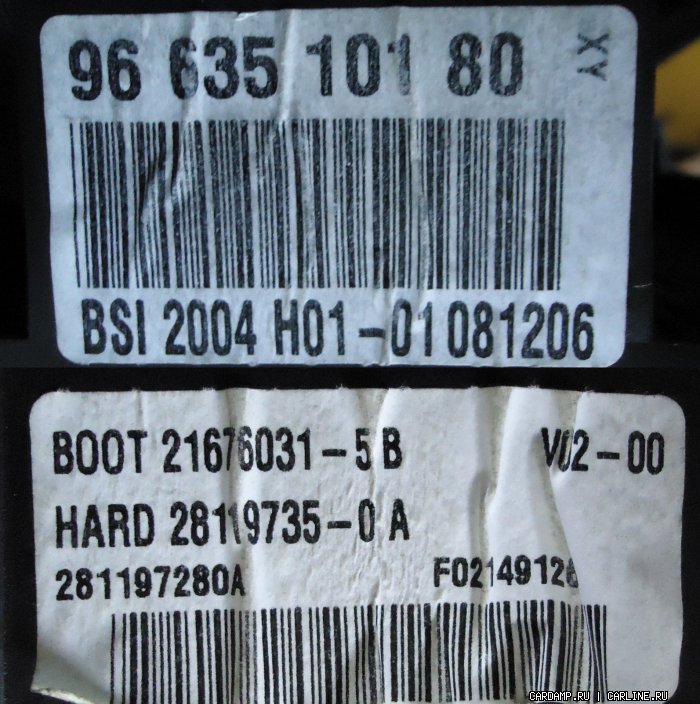 96 635 101 80 XY
BSI 2004 H01-01 081206
BOOT 21676031-5 B V02-00
HARD 28119735-0 A
281197280A
CARDAMP.RU | CARLINE.RU